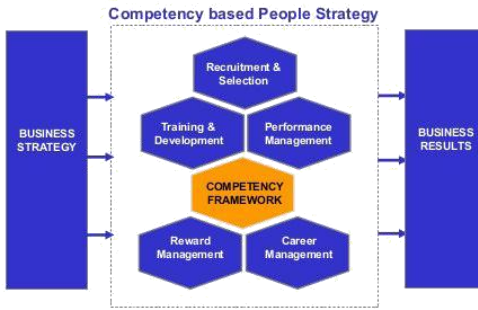 Competency based People Strategy
Recruitment &
Selection
Training &
Development
Performance
Management
BUSINESS
STRATEGY
BUSINESS
RESULTS
COMPETENCY
FRAMEWORK
Reward
Management
Career
Management